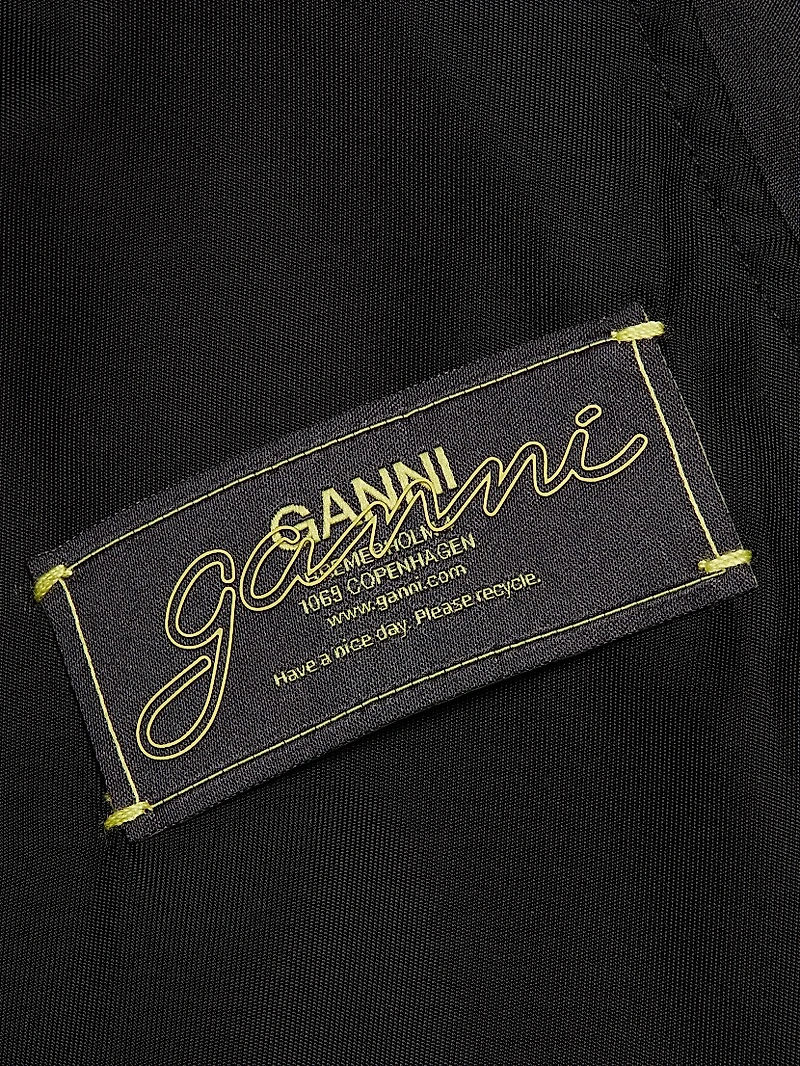 GANNI
ganni
1069 COPENHAGEN
www.ganni.com
Have a nice day. Please recycle.